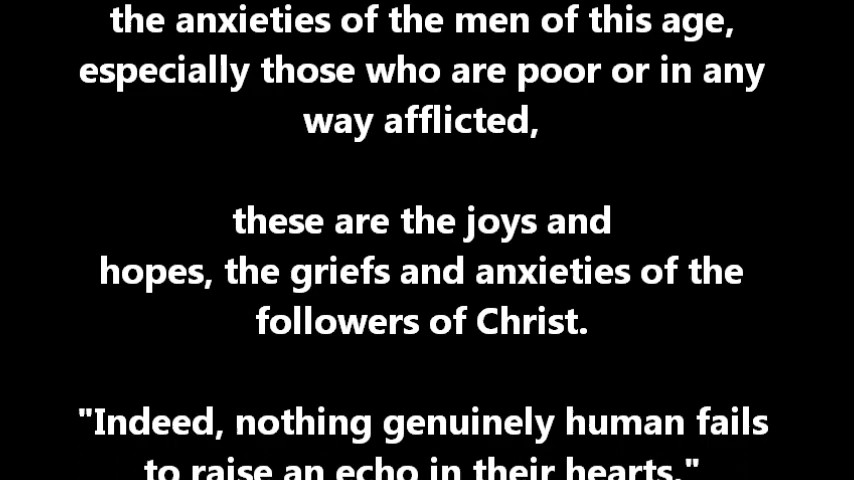 the anxieties of the men of this age,
especially those who are poor or in any
way afflicted,
these are the joys and
hopes, the griefs and anxieties of the
followers of Christ.
"Indeed, nothing genuinely human fails
to raise an echo in their hearts."